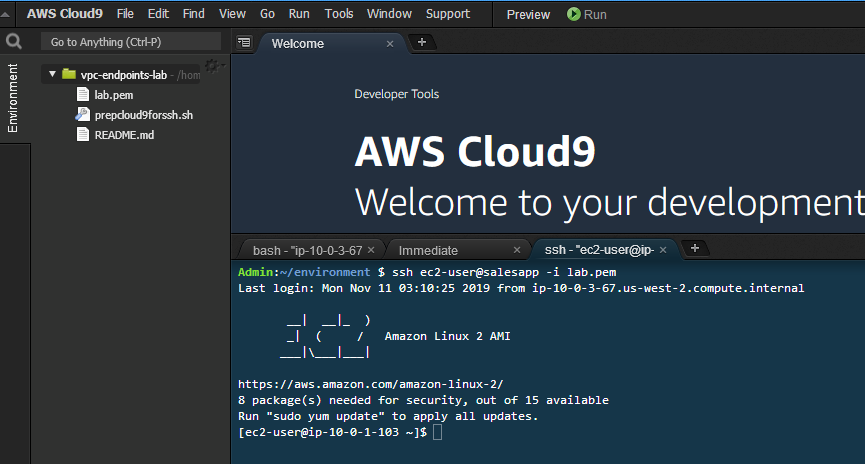 AWS Cloud9 File Edit Find View Go Run Tools Window Support Preview Run
Go to Anything (Ctrl-P)
Environment
vpc-endpoints-lab - /hom
lab.pem
prepcloud9forssh.sh
README.md
Welcome
Developer Tools
AWS Cloud9
Welcome to your development
bash - "ip-10-0-3-67 Immediate ssh - "ec2-user@ip-
Admin:~/environment $ ssh ec2-user@salesapp -i lab.pem
Last login: Mon Nov 11 03:10:25 2019 from ip-10-0-3-67.us-west-2.compute.internal
       __|  __|_  )
       _|  (     /   Amazon Linux 2 AMI
      ___|\___|___|
https://aws.amazon.com/amazon-linux-2/
8 package(s) needed for security, out of 15 available
Run "sudo yum update" to apply all updates.
[ec2-user@ip-10-0-1-103 ~]$